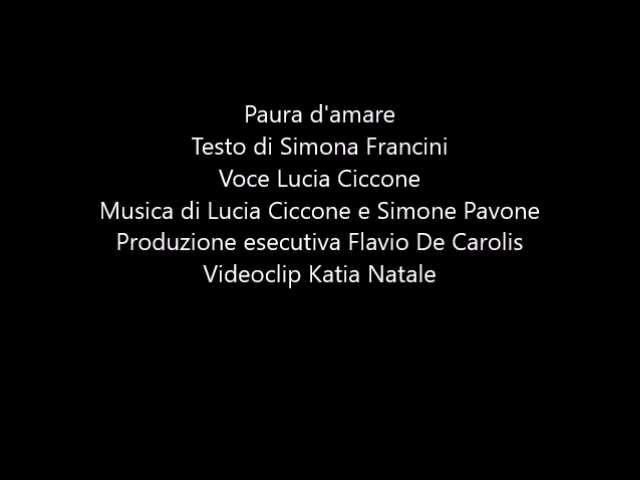 Paura d'amare
Testo di Simona Francini
Voce Lucia Ciccone
Musica di Lucia Ciccone e Simone Pavone
Produzione esecutiva Flavio De Carolis
Videoclip Katia Natale